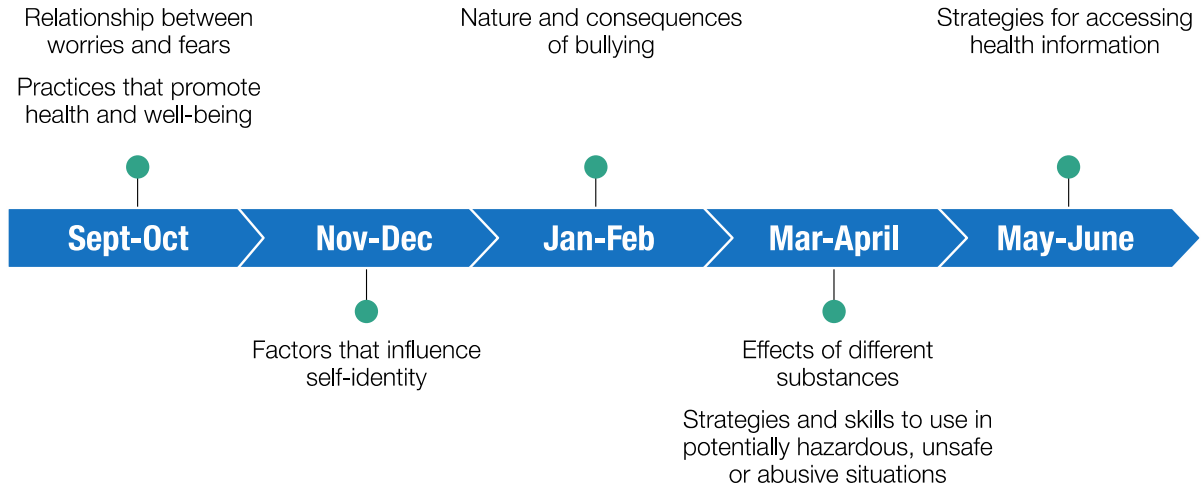 Relationship between
worries and fears
Practices that promote
health and well-being
Nature and consequences
of bullying
Strategies for accessing
health information
Sept-Oct
Nov-Dec
Jan-Feb
Mar-April
May-June
Factors that influence
self-identity
Effects of different
substances
Strategies and skills to use in
potentially hazardous, unsafe
or abusive situations